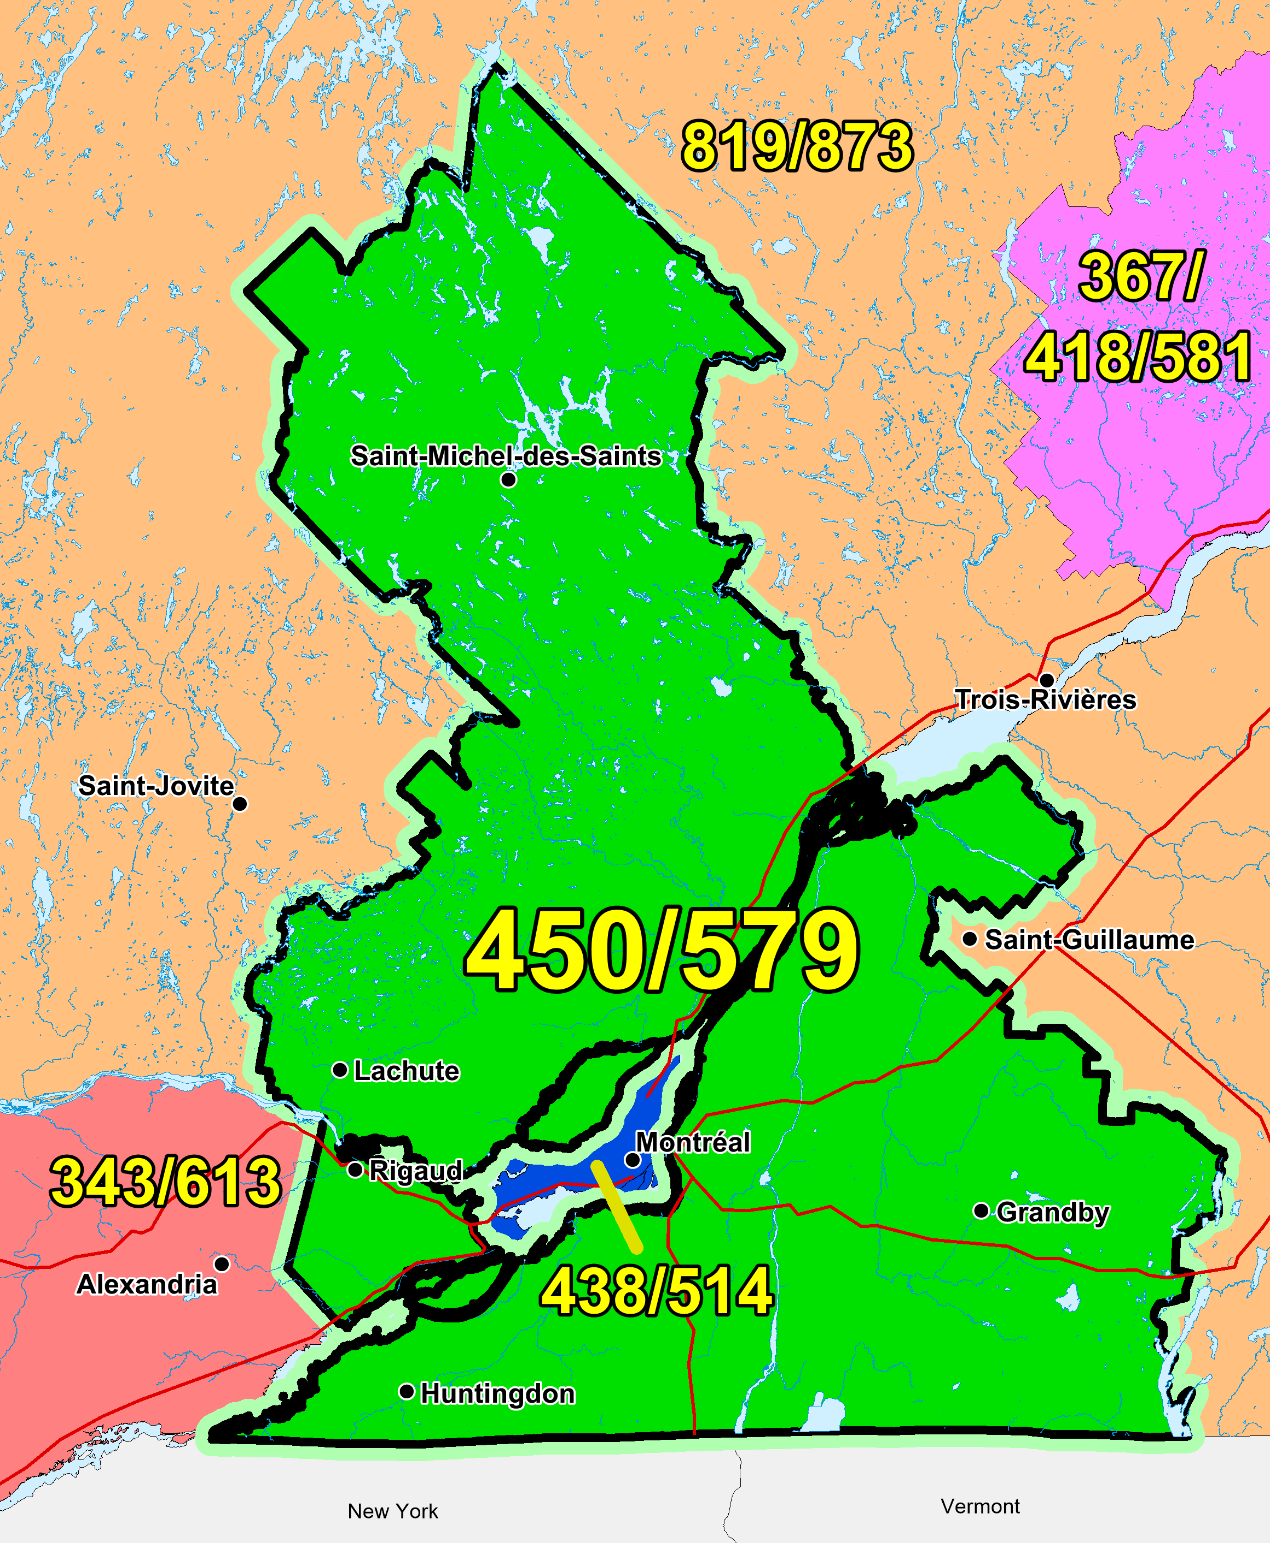 819/873
367/
418/581
Saint-Michel-des-Saints
Trois-Rivières
Saint-Jovite
450/579
Saint-Guillaume
Lachute
Montréal
343/613
Rigaud
Grandby
Alexandria
438/514
Huntingdon
New York
Vermont